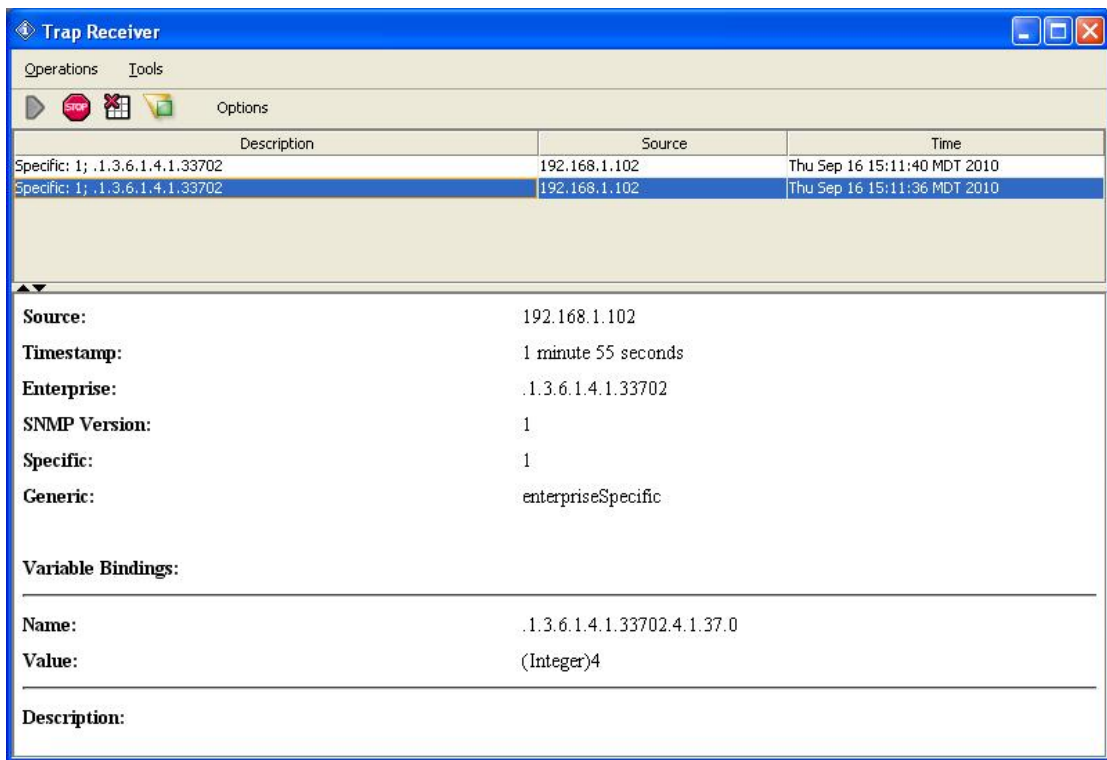 Trap Receiver
Operations Tools
STOP Options
Description Source Time
Specific: 1; .1.3.6.1.4.1.33702 192.168.1.102 Thu Sep 16 15:11:40 MDT 2010
Specific: 1; .1.3.6.1.4.1.33702 192.168.1.102 Thu Sep 16 15:11:36 MDT 2010
Source: 192.168.1.102
Timestamp: 1 minute 55 seconds
Enterprise: .1.3.6.1.4.1.33702
SNMP Version: 1
Specific: 1
Generic: enterpriseSpecific
Variable Bindings:
Name: .1.3.6.1.4.1.33702.4.1.37.0
Value: (Integer)4
Description: